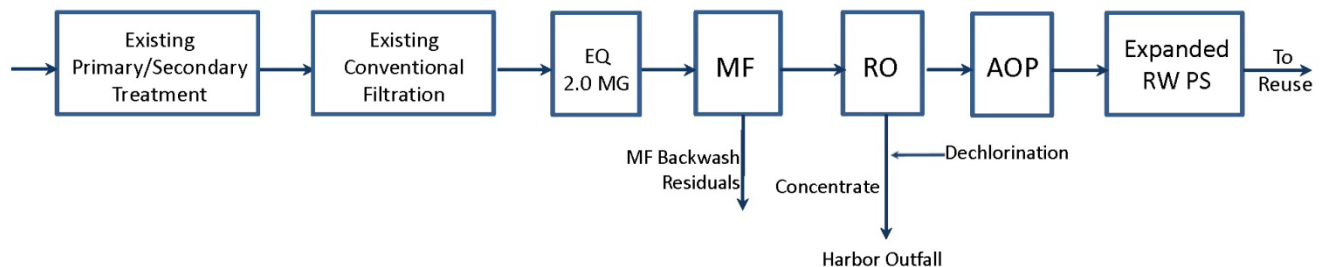 Existing
Primary/Secondary
Treatment
Existing
Conventional
Filtration
EQ
2.0 MG
MF
RO
AOP
Expanded
RW PS
To
Reuse
MF Backwash
Residuals
Dechlorination
Concentrate
Harbor Outfall